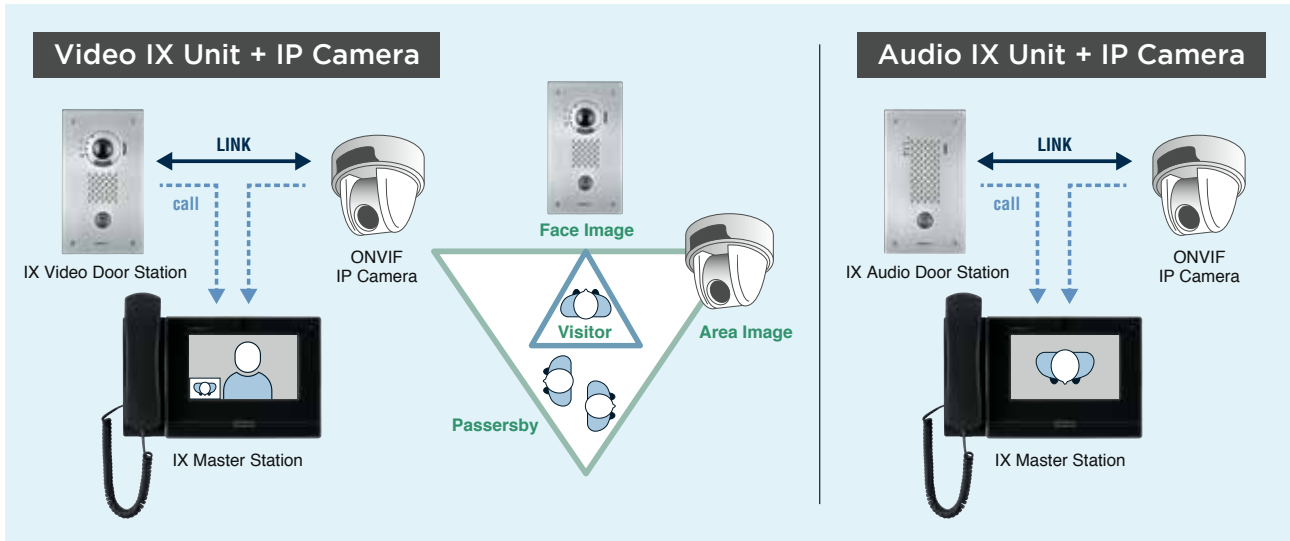 Video IX Unit + IP Camera
LINK
call
IX Video Door Station
ONVIF
IP Camera
IX Master Station
Face Image
Visitor
Area Image
Passersby
Audio IX Unit + IP Camera
LINK
call
IX Audio Door Station
ONVIF
IP Camera
IX Master Station